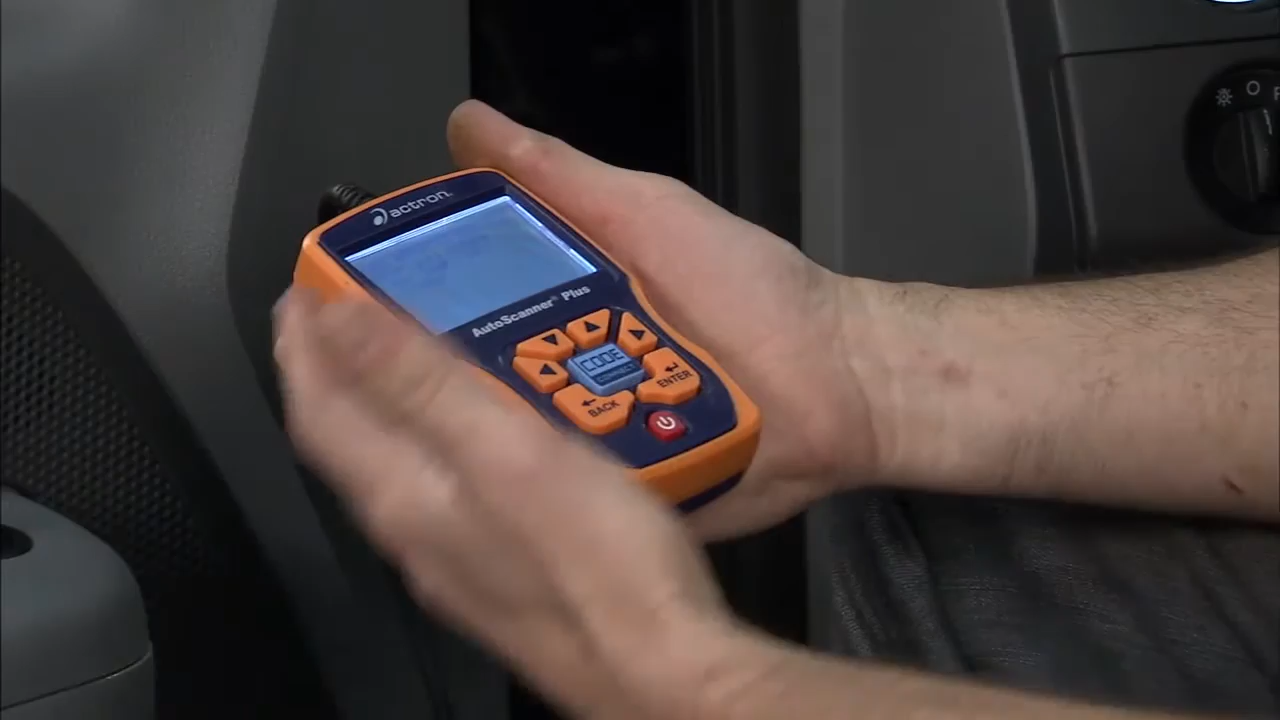 actron
AutoScanner® Plus
CODE
CONNECT
ENTER
BACK